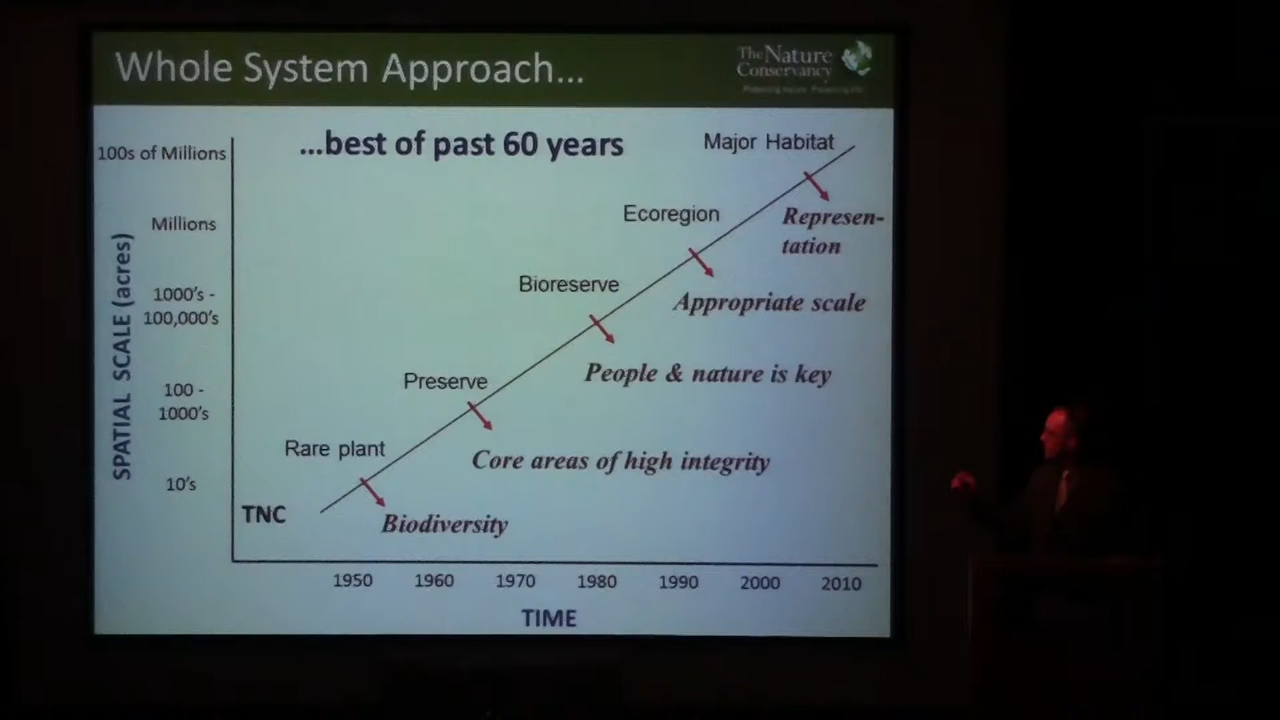 Whole System Approach...
The Nature
Conservancy
...best of past 60 years
SPATIAL SCALE (acres)
100s of Millions
Millions
1000's -
100,000's
100 -
1000's
10's
Major Habitat
Represen-
tation
Ecoregion
Appropriate scale
Bioreserve
People & nature is key
Preserve
Core areas of high integrity
Rare plant
Biodiversity
TNC
1950 1960 1970 1980 1990 2000 2010
TIME